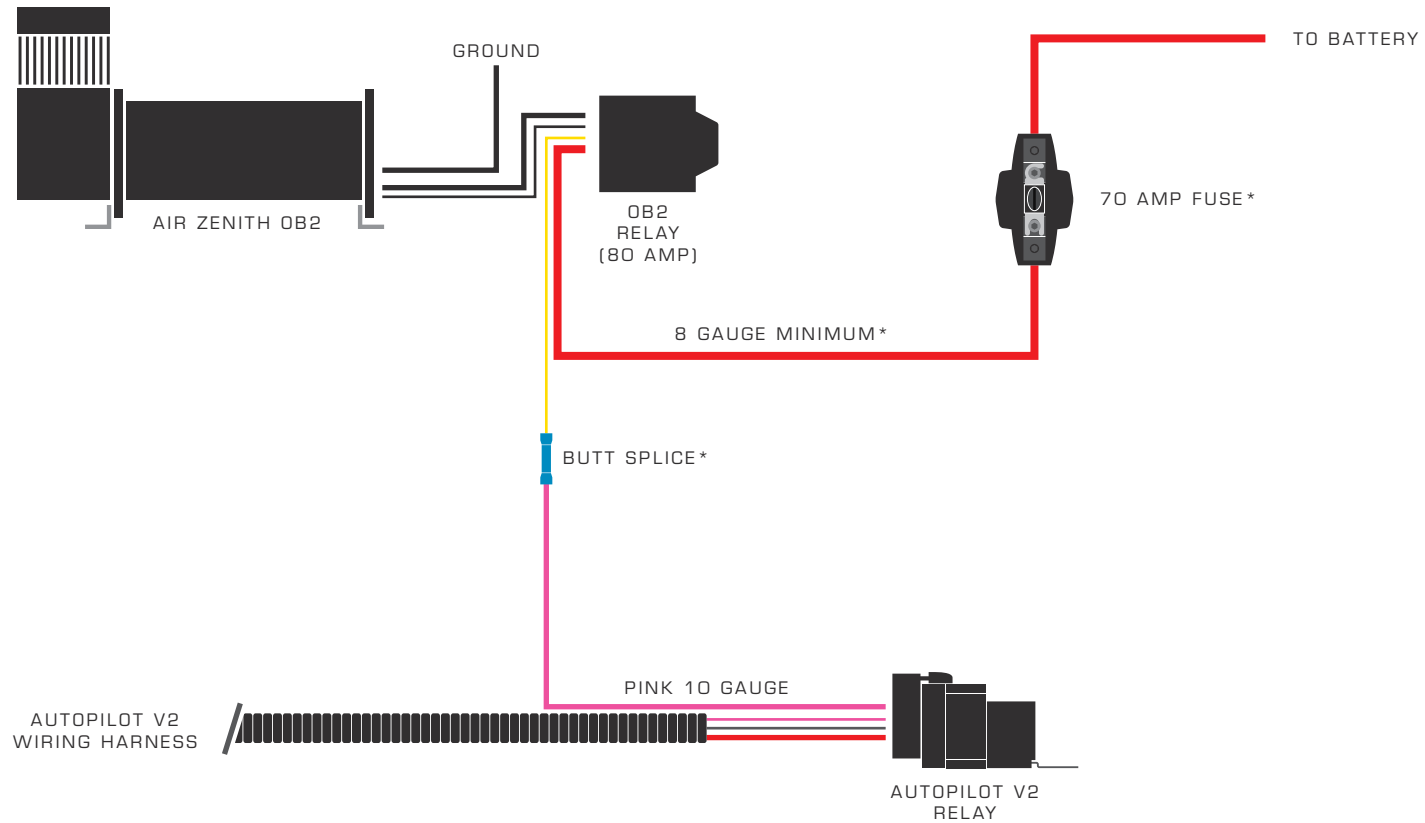 GROUND
TO BATTERY
70 AMP FUSE*
AIR ZENITH OB2
OB2
RELAY
(80 AMP)
8 GAUGE MINIMUM*
BUTT SPLICE*
PINK 10 GAUGE
AUTOPILOT V2
WIRING HARNESS
AUTOPILOT V2
RELAY